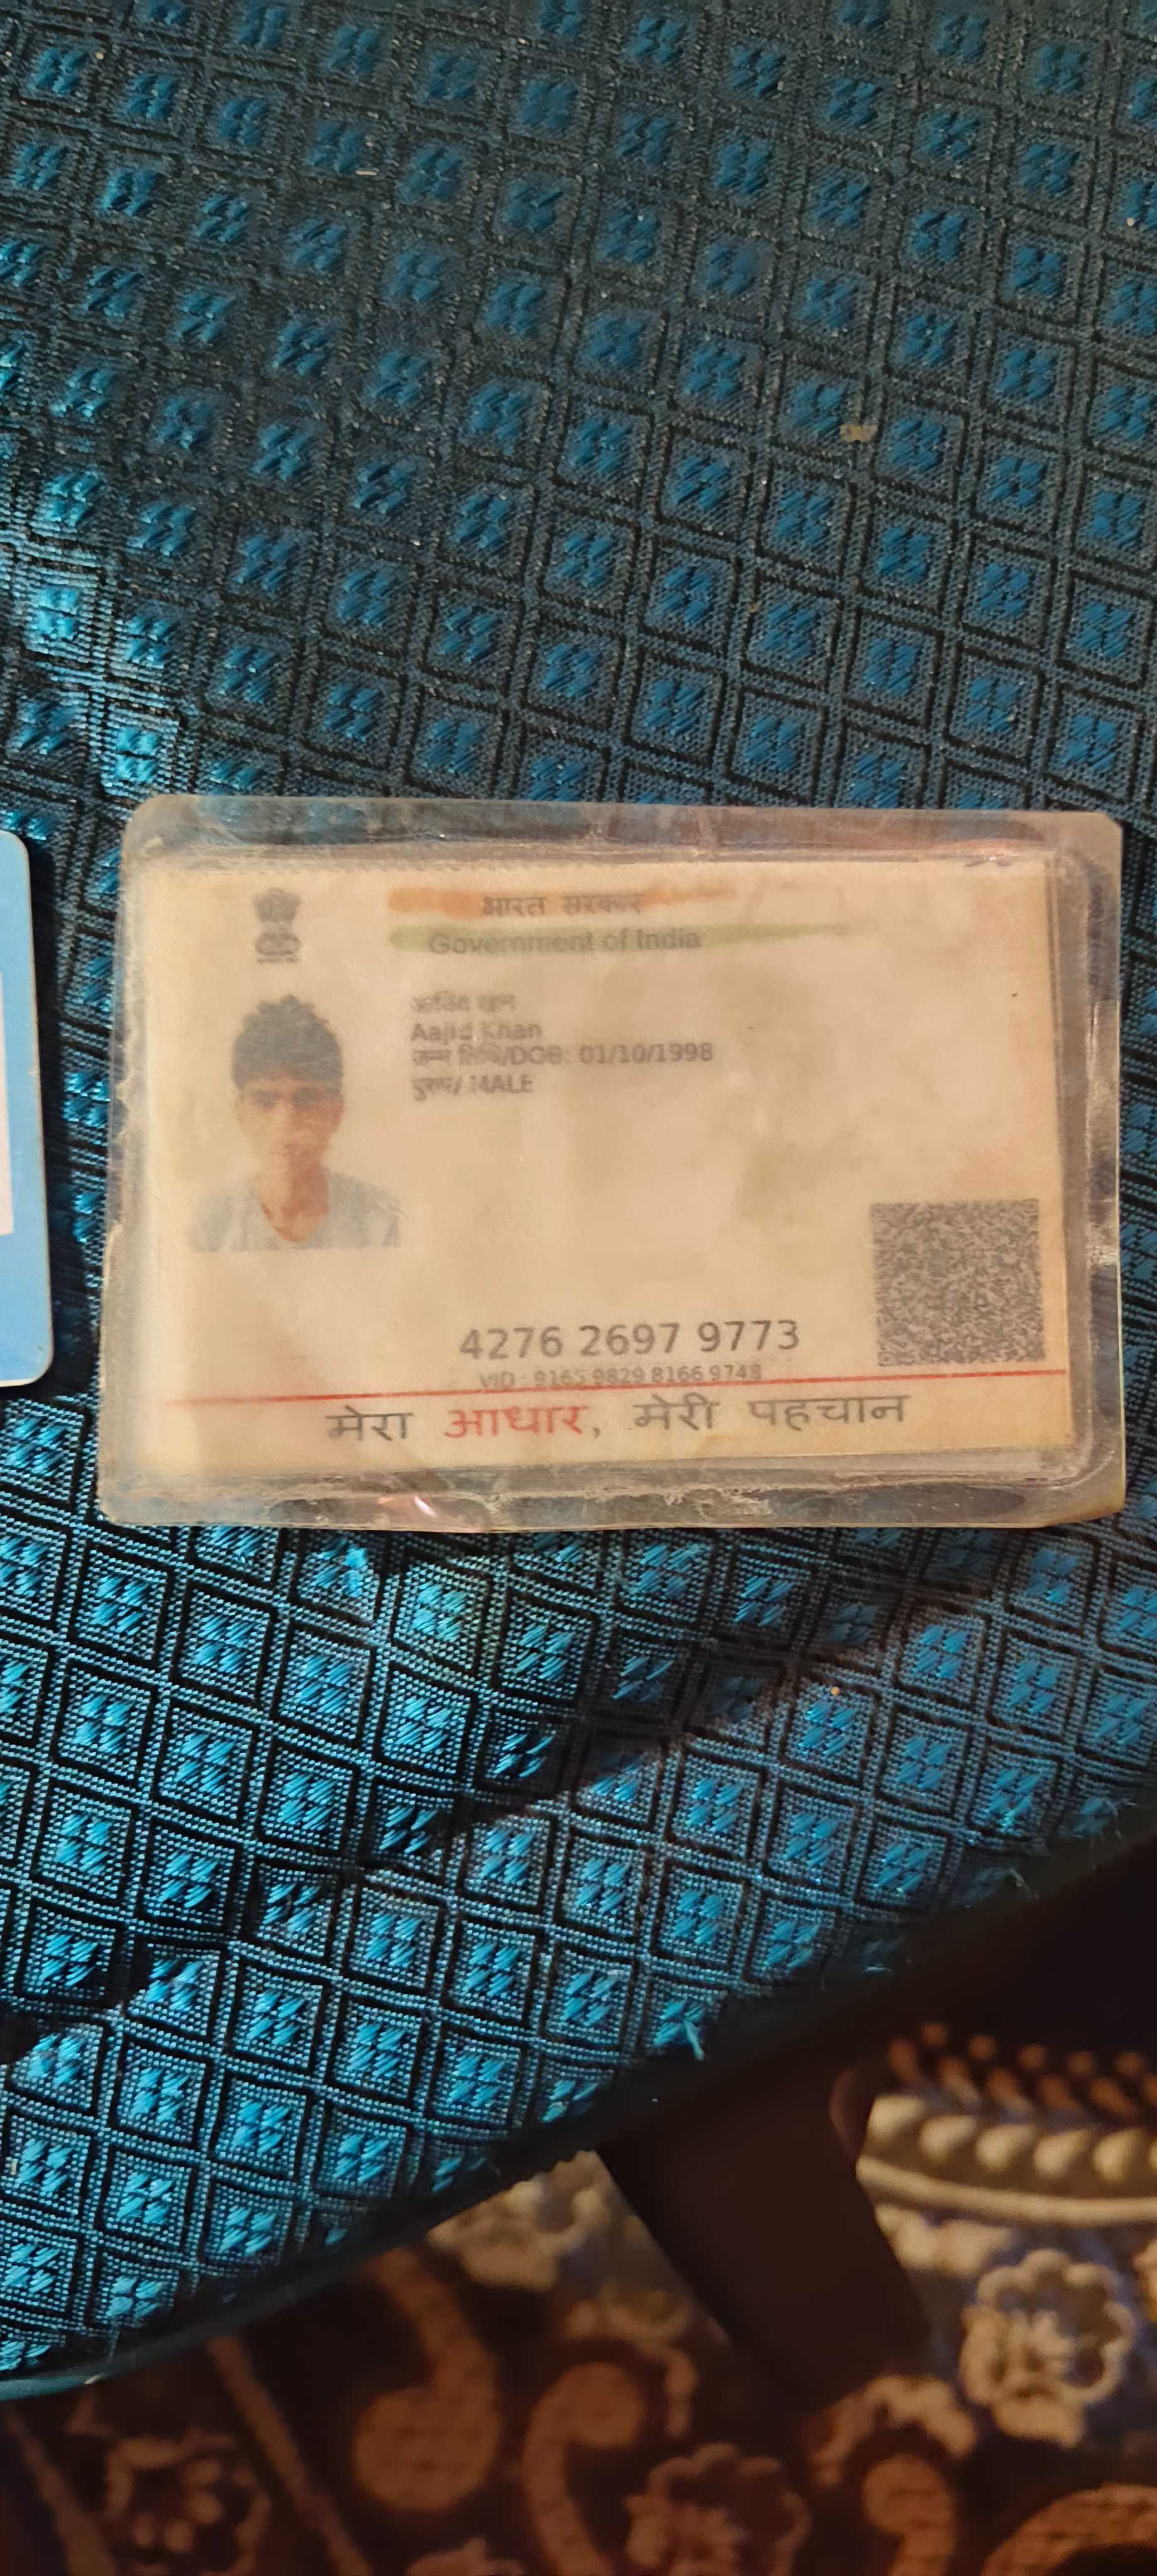 भारत सरकार
Government of India
Aajid Khan
जन्म तिथि/DOB: 01/10/1998
पुरुष/ MALE
4276 2697 9773
VID : 9165 9829 8166 9748
मेरा आधार, मेरी पहचान